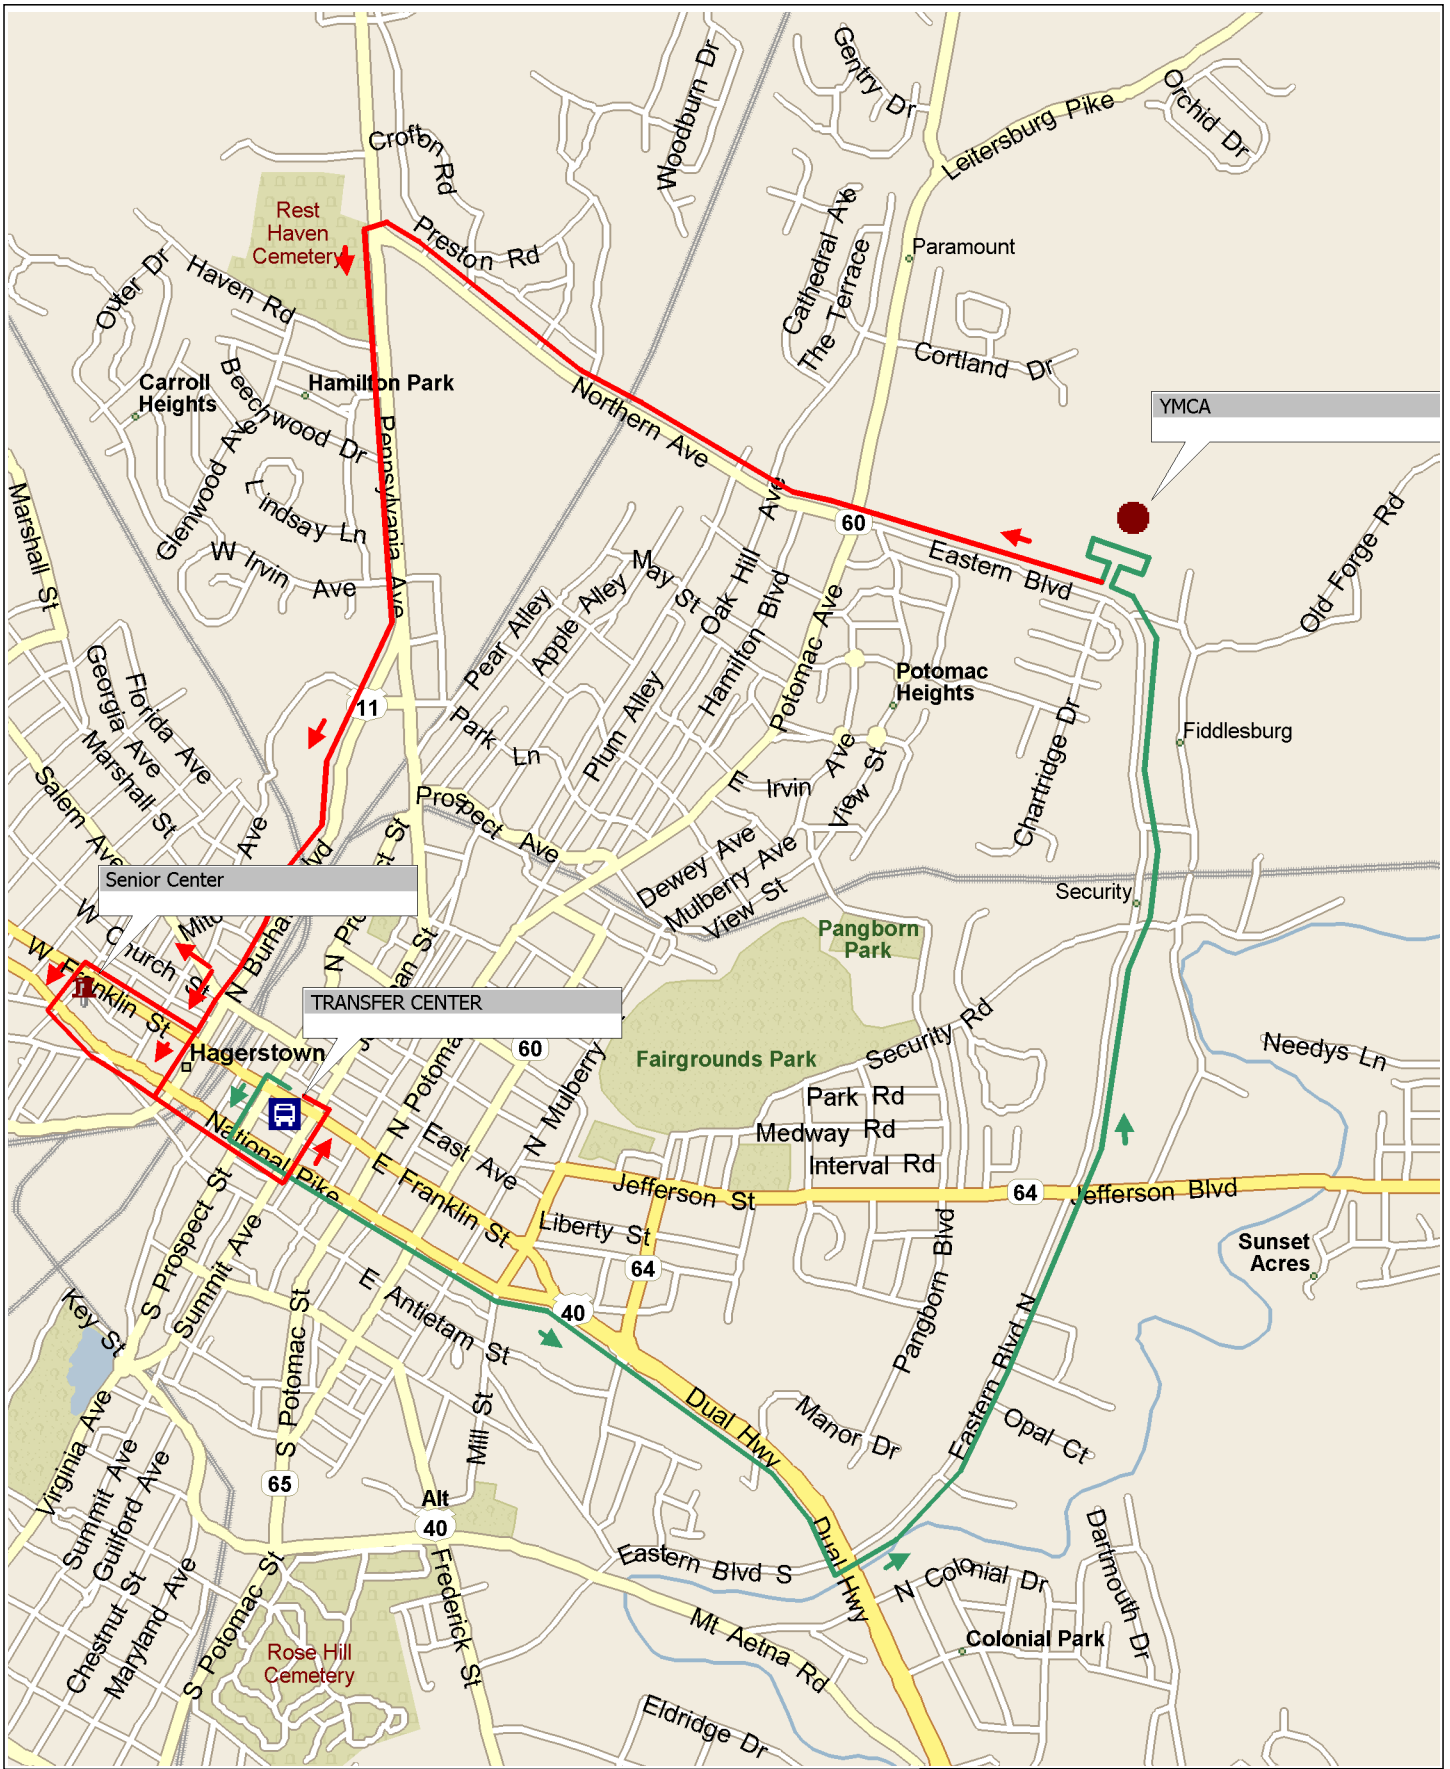 Gentry Dr
Woodburn Dr
Orchid Dr
Leitersburg Pike
Crofton Rd
Rest
Haven
Cemetery
Preston Rd
Cathedral Av
The Terrace
Paramount
Outer Dr
Haven Rd
Cortland Dr
Carroll
Heights
Hamilton Park
Beechwood Dr
Northern Ave
YMCA
Pennsylvania Ave
Glenwood Ave
Lindsay Ln
Marshall St
60
Eastern Blvd
Old Forge Rd
W Irvin Ave
May St
Oak Hill Ave
Hamilton Blvd
Pear Alley
Apple Alley
Potomac Ave
Potomac
Heights
Plum Alley
Georgia Ave
Florida Ave
11
Park Ln
Chartridge Dr
Fiddlesburg
Marshall St
Salem Ave
E Irvin Ave
View St
Prospect Ave
Dewey Ave
Mulberry Ave
View St
Ave
lvd
Senior Center
Security
W Church St
N Burha
N Pro
st St
an St
Pangborn
Park
W Franklin St
TRANSFER CENTER
Hagerstown
60
N Potoma
N Mulberry
Fairgrounds Park
Security Rd
Needys Ln
Park Rd
Medway Rd
Interval Rd
National Pike
East Ave
E Franklin St
Jefferson St
64
Jefferson Blvd
Liberty St
64
Sunset
Acres
S Prospect St
Summit Ave
Key St
E Antietam St
40
Pangborn Blvd
Eastern Blvd N
S Potomac St
Mill St
Dual Hwy
Manor Dr
Opal Ct
Virginia Ave
Summit Ave
Guilford Ave
65
Alt
40
Dual Hwy
Eastern Blvd S
N Colonial Dr
Dartmouth Dr
Chestnut St
Maryland Ave
S Potomac St
Frederick St
Mt Aetna Rd
Colonial Park
Rose Hill
Cemetery
Eldridge Dr